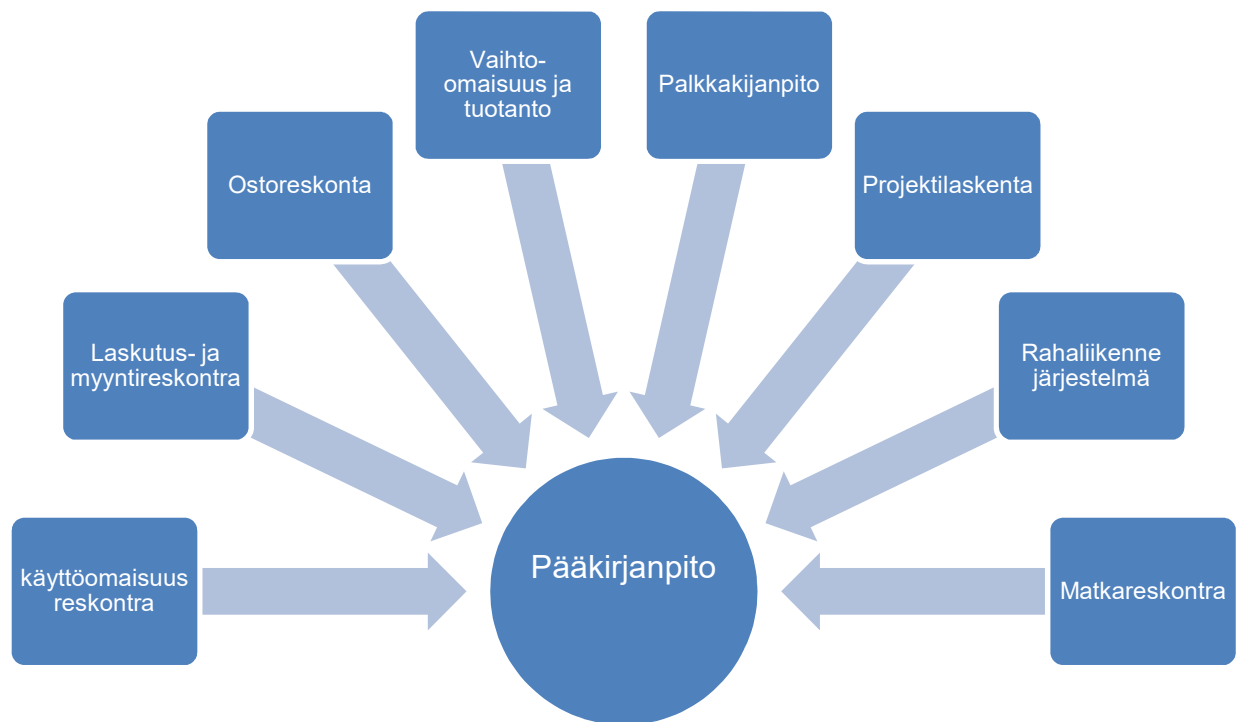 Vaihto-
omaisuus ja
tuotanto
Palkkakijanpito
Ostoreskonta
Projektilaskenta
Laskutus- ja
myyntireskontra
Rahaliikenne
järjestelmä
käyttöomaisuus
reskontra
Pääkirjanpito
Matkareskontra